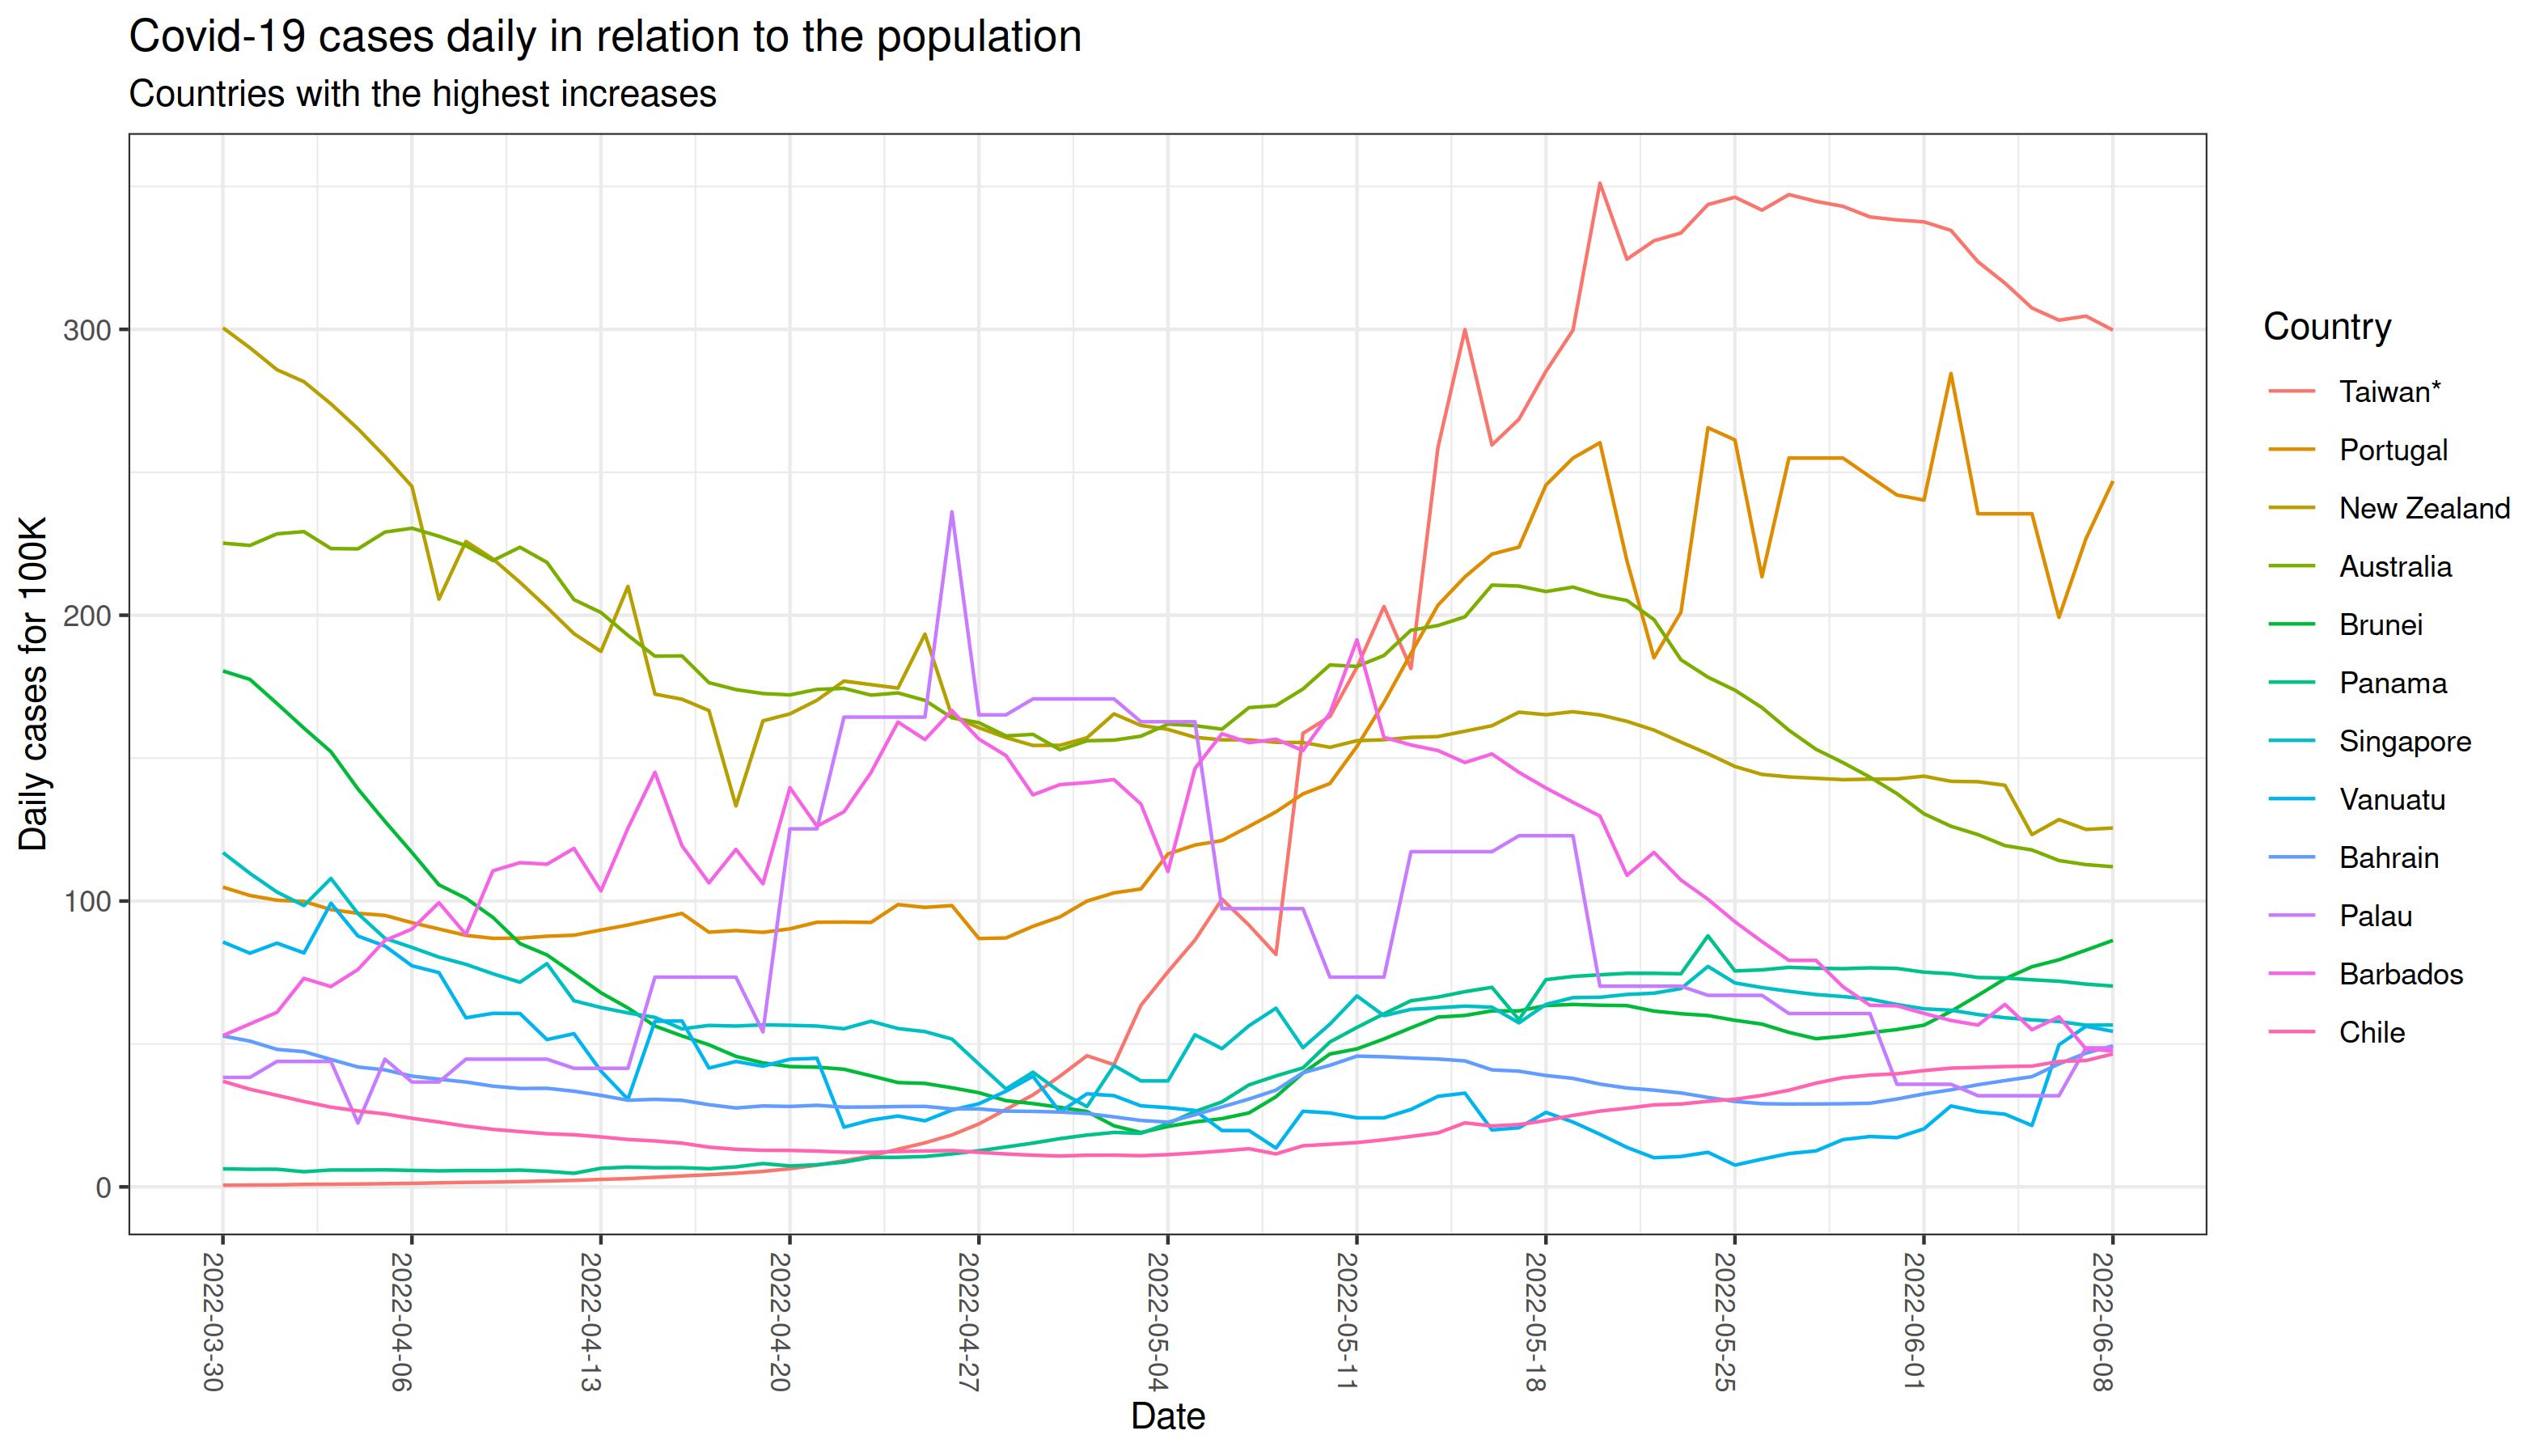 Covid-19 cases daily in relation to the population
Countries with the highest increases
Daily cases for 100K
300
200
100
0
2022-03-30
2022-04-06
2022-04-13
2022-04-20
2022-04-27
2022-05-04
2022-05-11
2022-05-18
2022-05-25
2022-06-01
2022-06-08
Date
Country
Taiwan*
Portugal
New Zealand
Australia
Brunei
Panama
Singapore
Vanuatu
Bahrain
Palau
Barbados
Chile